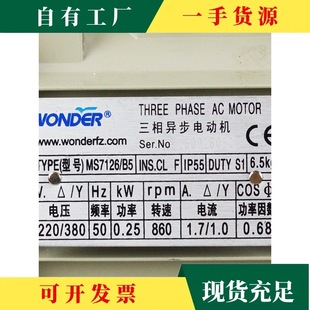 自有工厂 一手货源
WONDER®
www.wonderfz.com
THREE PHASE AC MOTOR
三相异步电动机
Ser.No
CE
TYPE(型号) MS7126/B5 INS.CL F IP55 DUTY S1 6.5kg
V. △/Y Hz kW rpm A. △/Y COS φ
电压 频率 功率 转速 电流 功率因数
220/380 50 0.25 860 1.7/1.0 0.68
可开发票 现货充足